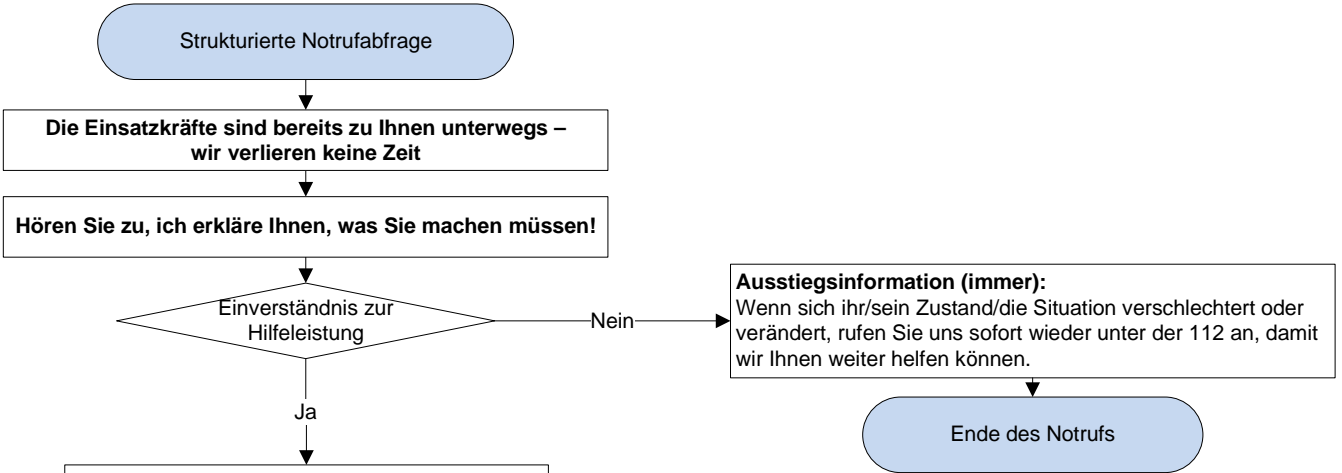 Strukturierte Notrufabfrage
Die Einsatzkräfte sind bereits zu Ihnen unterwegs –
wir verlieren keine Zeit
Hören Sie zu, ich erkläre Ihnen, was Sie machen müssen!
Einverständnis zur
Hilfeleistung
Nein
Ausstiegsinformation (immer):
Wenn sich ihr/sein Zustand/die Situation verschlechtert oder
verändert, rufen Sie uns sofort wieder unter der 112 an, damit
wir Ihnen weiter helfen können.
Ja
Ende des Notrufs